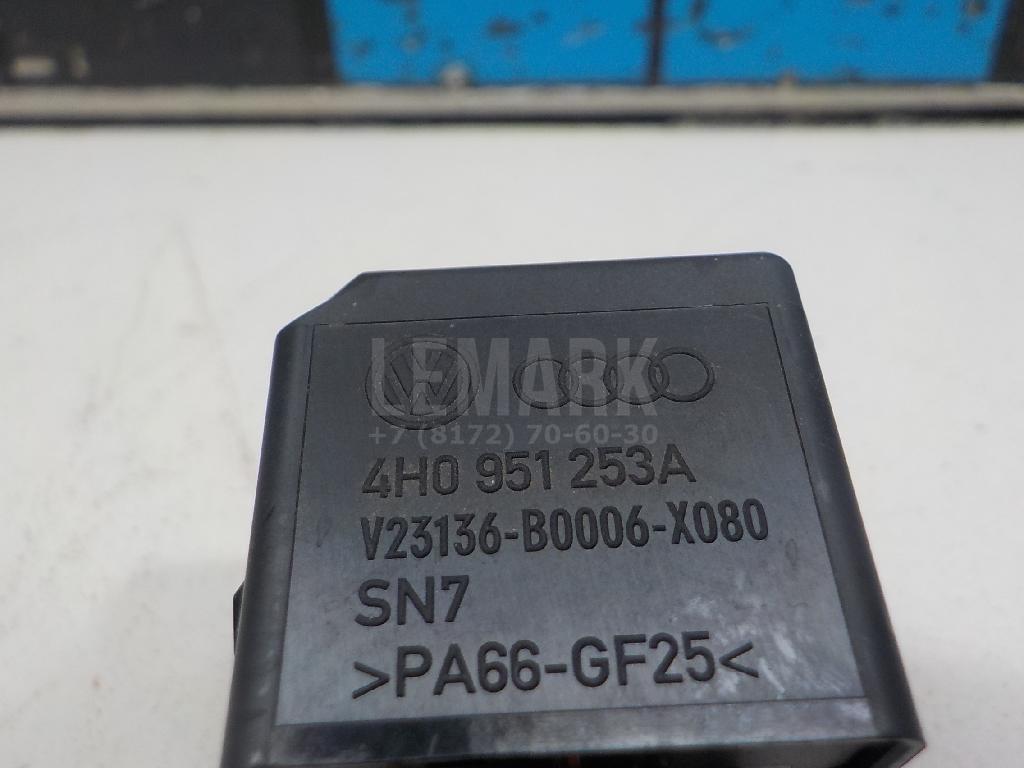 LEMARK
+7 (8172) 70-60-30
4H0 951 253A
V23136-B0006-X080
SN7
>PA66-GF25<